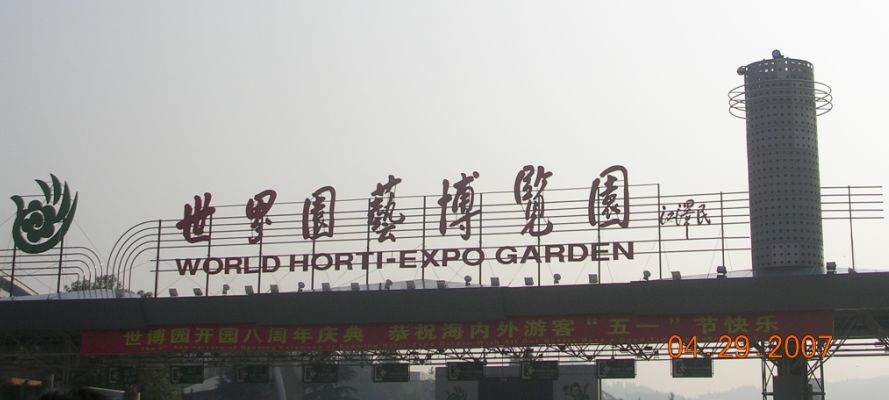 世界园藝博覽園 江澤民
WORLD HORTI-EXPO GARDEN
世博园开园八周年庆典 恭祝海内外游客“五一”节快乐
04.29.2007